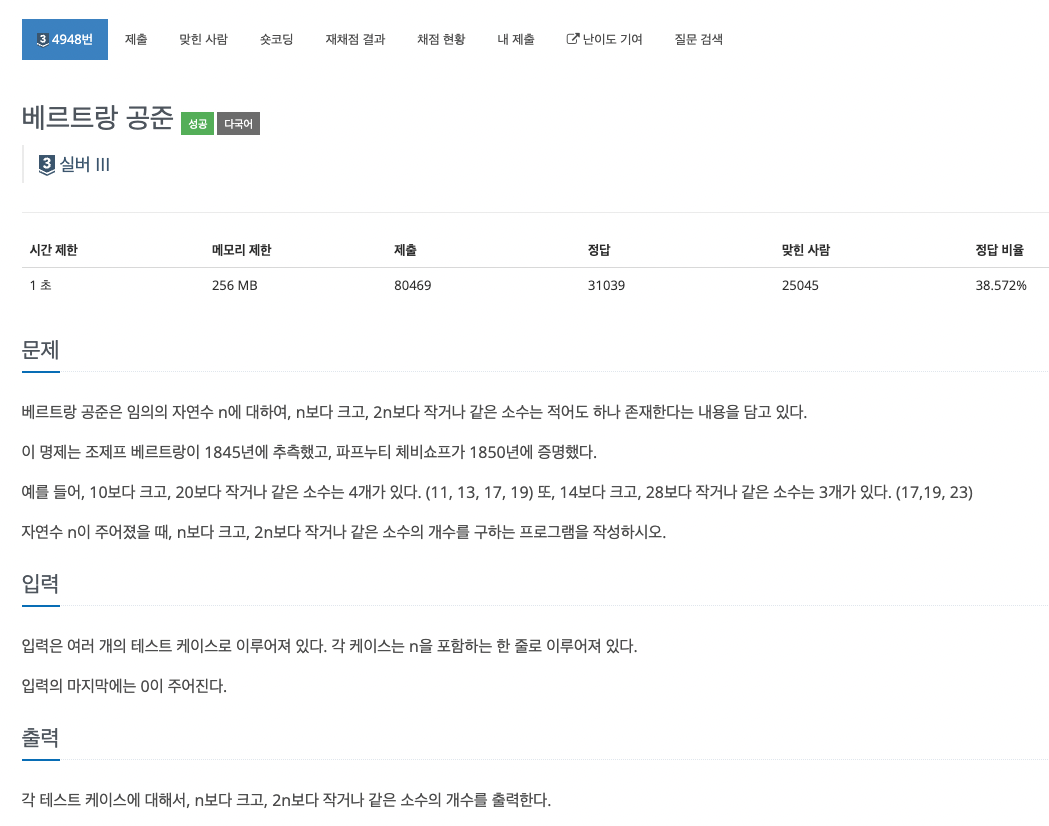 3 4948번 제출 맞힌 사람 숏코딩 재채점 결과 채점 현황 내 제출 난이도 기여 질문 검색
베르트랑 공준 성공 다국어
3 실버 III
시간 제한 메모리 제한 제출 정답 맞힌 사람 정답 비율
1 초 256 MB 80469 31039 25045 38.572%
문제
베르트랑 공준은 임의의 자연수 n에 대하여, n보다 크고, 2n보다 작거나 같은 소수는 적어도 하나 존재한다는 내용을 담고 있다.
이 명제는 조제프 베르트랑이 1845년에 추측했고, 파프누티 체비쇼프가 1850년에 증명했다.
예를 들어, 10보다 크고, 20보다 작거나 같은 소수는 4개가 있다. (11, 13, 17, 19) 또, 14보다 크고, 28보다 작거나 같은 소수는 3개가 있다. (17,19, 23)
자연수 n이 주어졌을 때, n보다 크고, 2n보다 작거나 같은 소수의 개수를 구하는 프로그램을 작성하시오.
입력
입력은 여러 개의 테스트 케이스로 이루어져 있다. 각 케이스는 n을 포함하는 한 줄로 이루어져 있다.
입력의 마지막에는 0이 주어진다.
출력
각 테스트 케이스에 대해서, n보다 크고, 2n보다 작거나 같은 소수의 개수를 출력한다.